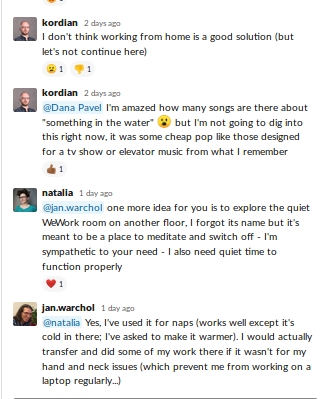 kordian 2 days ago
I don't think working from home is a good solution (but
let's not continue here)
1 1
kordian 2 days ago
@Dana Pavel I'm amazed how many songs are there about
"something in the water" 😮 but I'm not going to dig into
this right now, it was some cheap pop like those designed
for a tv show or elevator music from what I remember
1
natalia 1 day ago
@jan.warchol one more idea for you is to explore the quiet
WeWork room on another floor, I forgot its name but it's
meant to be a place to meditate and switch off - I'm
sympathetic to your need - I also need quiet time to
function properly
1
jan.warchol 1 day ago
@natalia Yes, I've used it for naps (works well except it's
cold in there; I've asked to make it warmer). I would actually
transfer and did some of my work there if it wasn't for my
hand and neck issues (which prevent me from working on a
laptop regularly...)